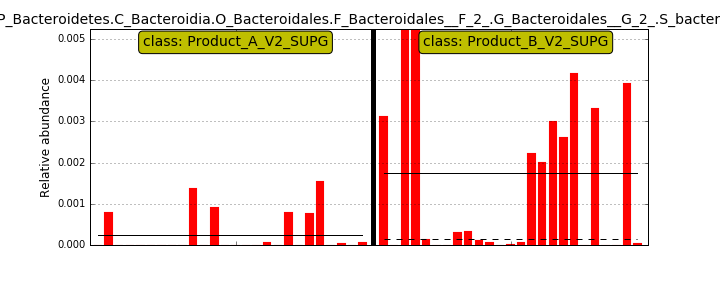 P_Bacteroidetes.C_Bacteroidia.O_Bacteroidales.F_Bacteroidales__F_2_.G_Bacteroidales__G_2_.S_bacter
class: Product_A_V2_SUPG
class: Product_B_V2_SUPG
Relative abundance
0.005
0.004
0.003
0.002
0.001
0.000